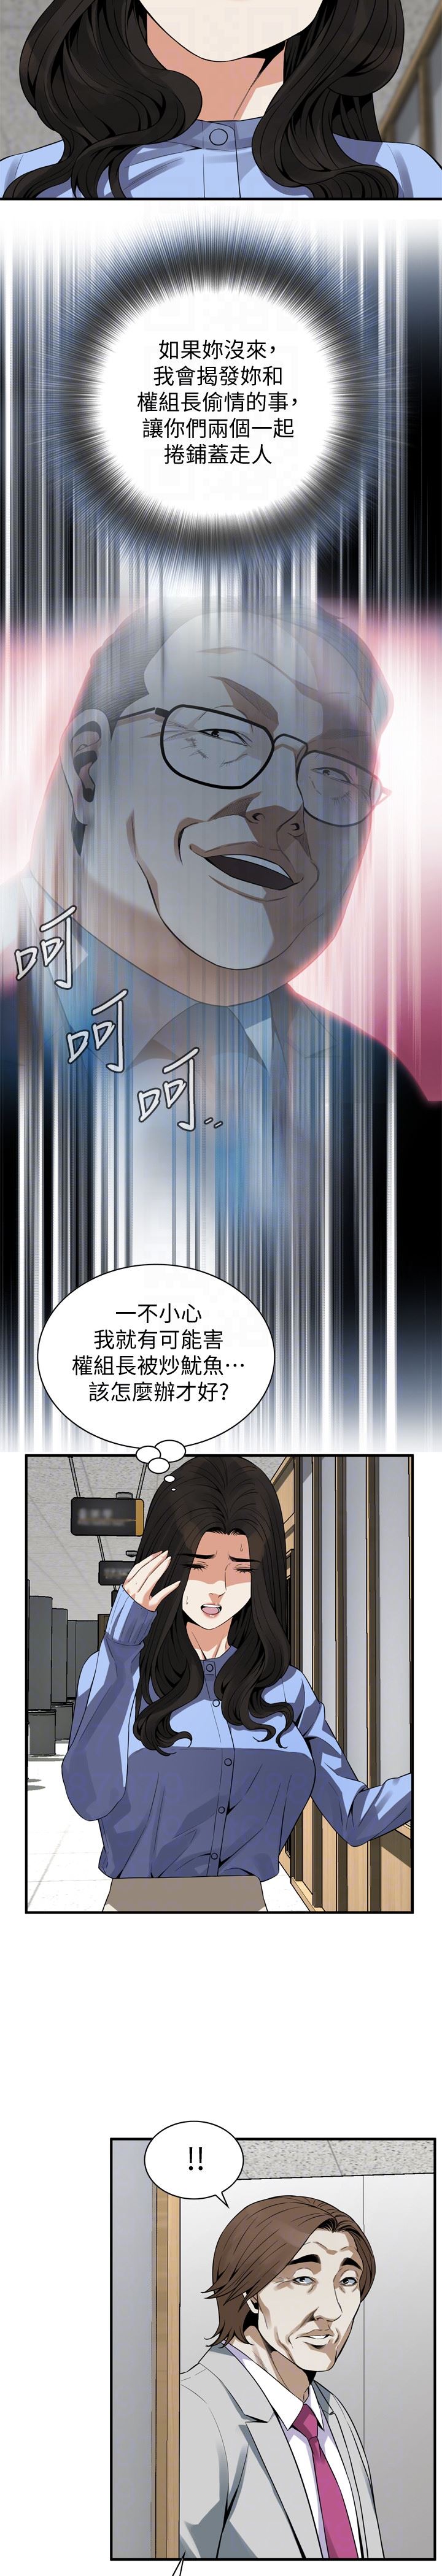 如果妳沒來，
我會揭發妳和
權組長偷情的事，
讓你們兩個一起
捲鋪蓋走人
呵
呵
呵..
一不小心
我就有可能害
權組長被炒魷魚…
該怎麼辦才好?
!!